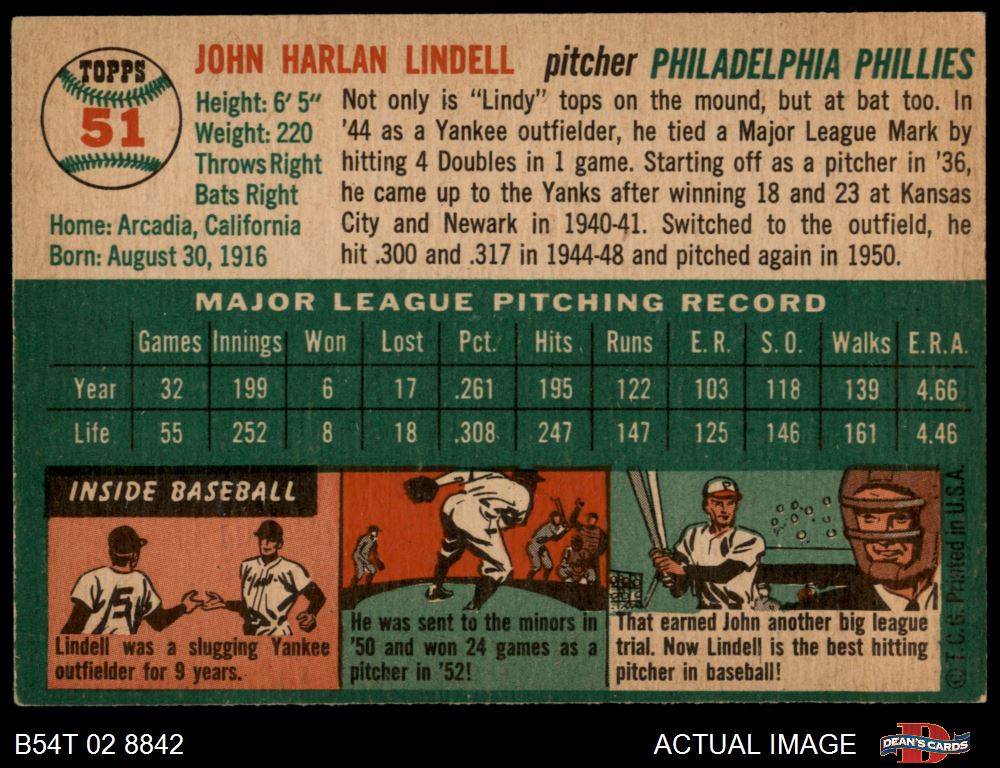 TOPPS
51
JOHN HARLAN LINDELL pitcher PHILADELPHIA PHILLIES
Height: 6' 5"
Weight: 220
Throws Right
Bats Right
Home: Arcadia, California
Born: August 30, 1916
Not only is "Lindy" tops on the mound, but at bat too. In
'44 as a Yankee outfielder, he tied a Major League Mark by
hitting 4 Doubles in 1 game. Starting off as a pitcher in '36,
he came up to the Yanks after winning 18 and 23 at Kansas
City and Newark in 1940-41. Switched to the outfield, he
hit .300 and .317 in 1944-48 and pitched again in 1950.
MAJOR LEAGUE PITCHING RECORD
Games Innings Won Lost Pct. Hits Runs E. R. S. O. Walks E.R.A.
Year 32 199 6 17 .261 195 122 103 118 139 4.66
Life 55 252 8 18 .308 247 147 125 146 161 4.46
INSIDE BASEBALL
5
Lindell was a slugging Yankee
outfielder for 9 years.
He was sent to the minors in
'50 and won 24 games as a
pitcher in '52!
P
That earned John another big league
trial. Now Lindell is the best hitting
pitcher in baseball!
© T. C. G. Printed in U.S.A.
B54T 02 8842
ACTUAL IMAGE
D
DEAN'S CARDS